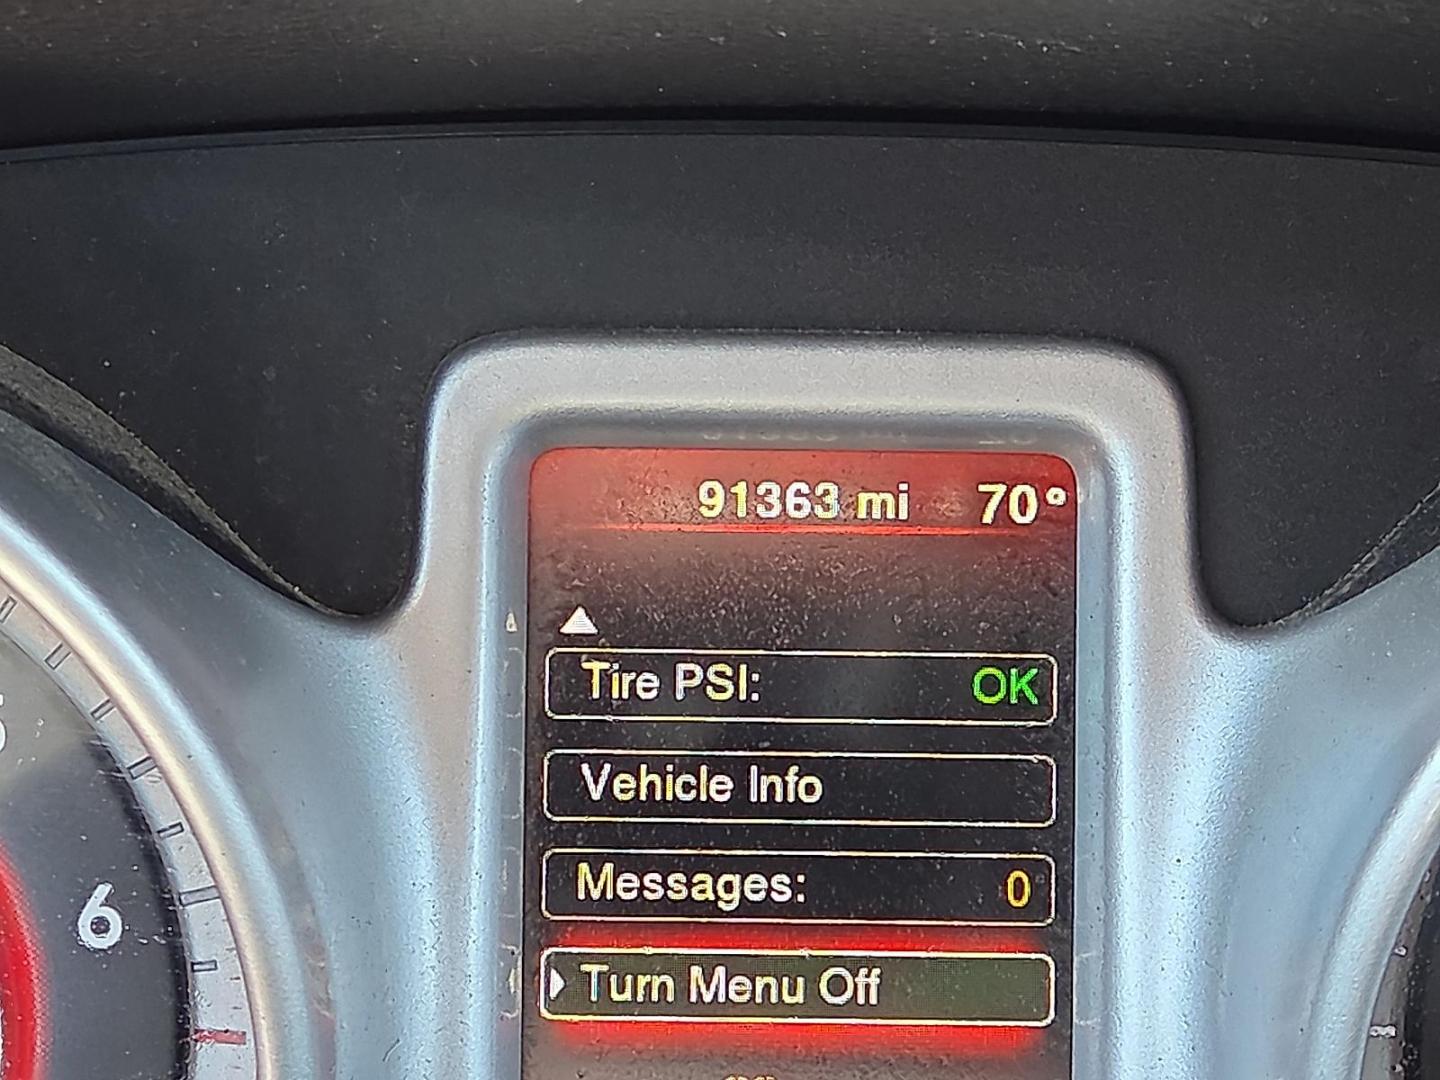 91363 mi 70°
Tire PSI: OK
Vehicle Info
Messages: 0
6
Turn Menu Off